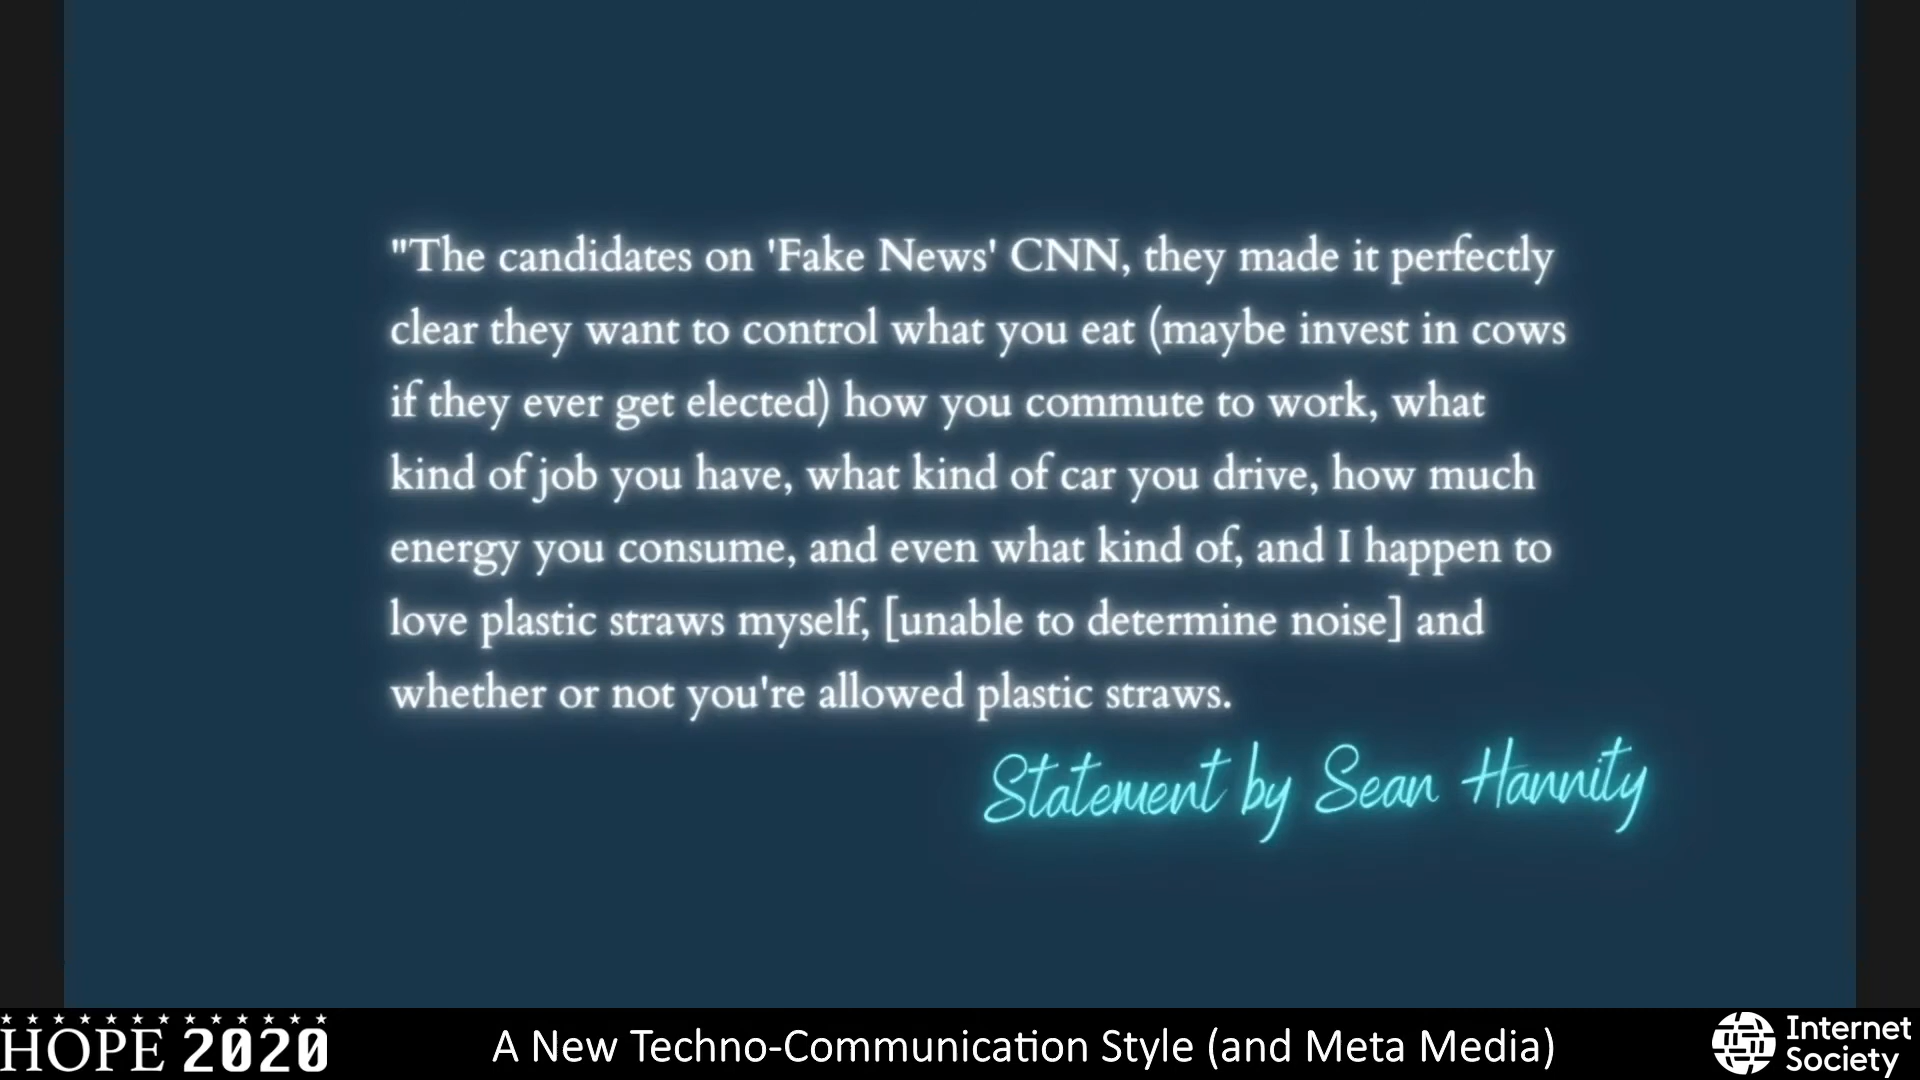 "The candidates on 'Fake News' CNN, they made it perfectly
clear they want to control what you eat (maybe invest in cows
if they ever get elected) how you commute to work, what
kind of job you have, what kind of car you drive, how much
energy you consume, and even what kind of, and I happen to
love plastic straws myself, [unable to determine noise] and
whether or not you're allowed plastic straws.
Statement by Sean Hannity
HOPE 2020
A New Techno-Communication Style (and Meta Media)
Internet
Society